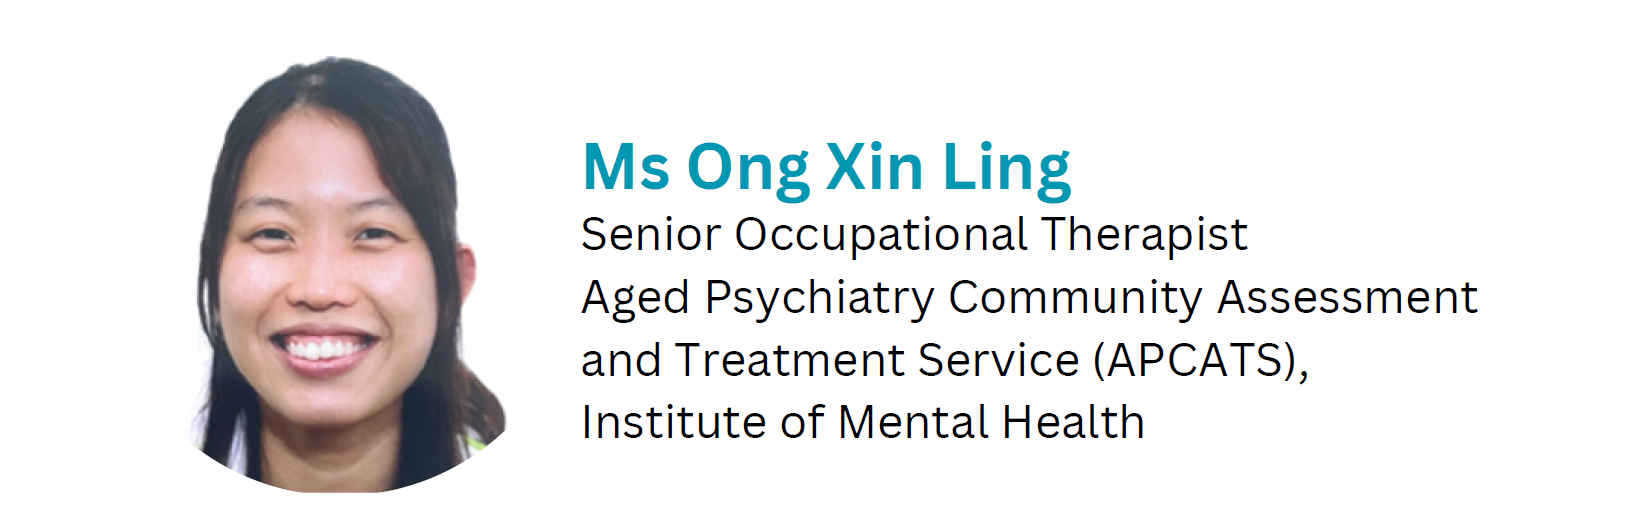 Ms Ong Xin Ling
Senior Occupational Therapist
Aged Psychiatry Community Assessment
and Treatment Service (APCATS),
Institute of Mental Health